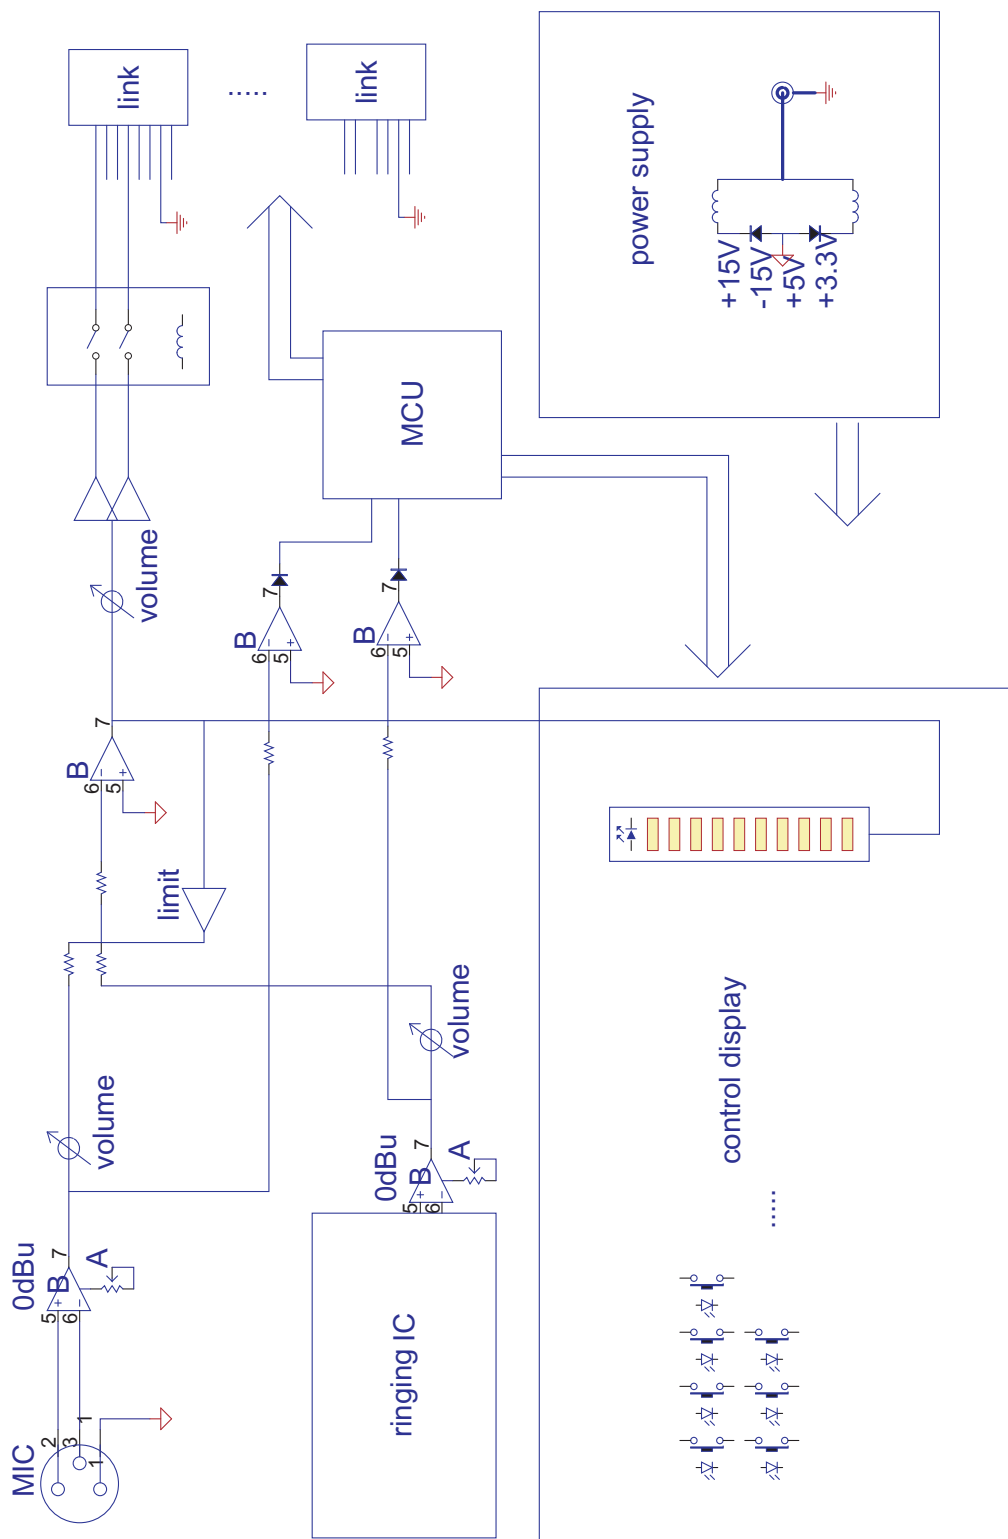 MIC
2
3
1
1
0dBu
B
5
6
7
A
volume
B
6
5
7
limit
volume
link
.....
link
ringing IC
0dBu
B
5
6
7
A
volume
B
6
5
7
B
6
5
7
MCU
control display
.....
power supply
+15V
-15V
+5V
+3.3V